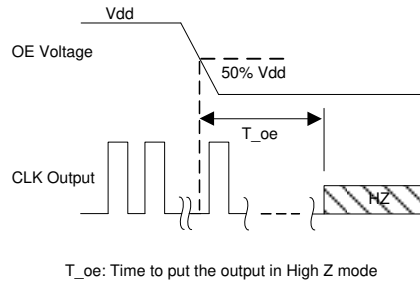 Vdd
OE Voltage
50% Vdd
T_oe
CLK Output
HZ
T_oe: Time to put the output in High Z mode